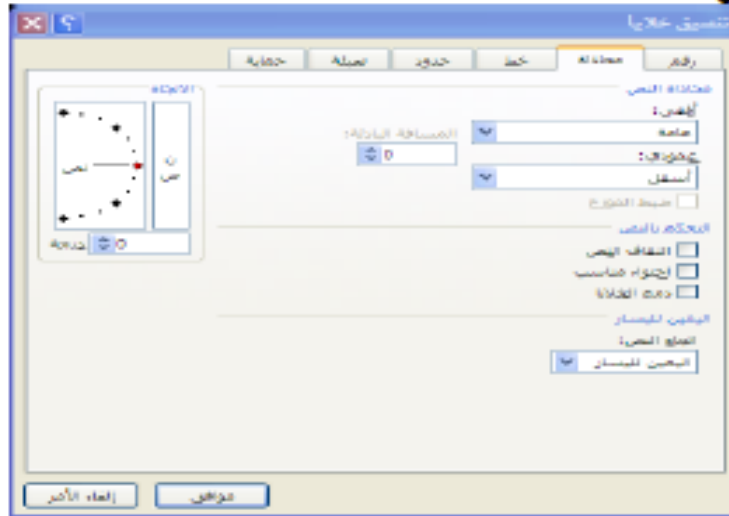 تنسيق خلايا
رقم محاذاة خط حدود تعبئة حماية
محاذاة النص
أفقي:
عامة
المسافة البادئة:
0
عمودي:
أسفل
ضبط الموزع
التحكم بالنص
التفاف النص
احتواء مناسب
دمج الخلايا
اليمين لليسار
اتجاه النص:
اليمين لليسار
الاتجاه
ن
ص
نص
0 درجة
موافق إلغاء الأمر